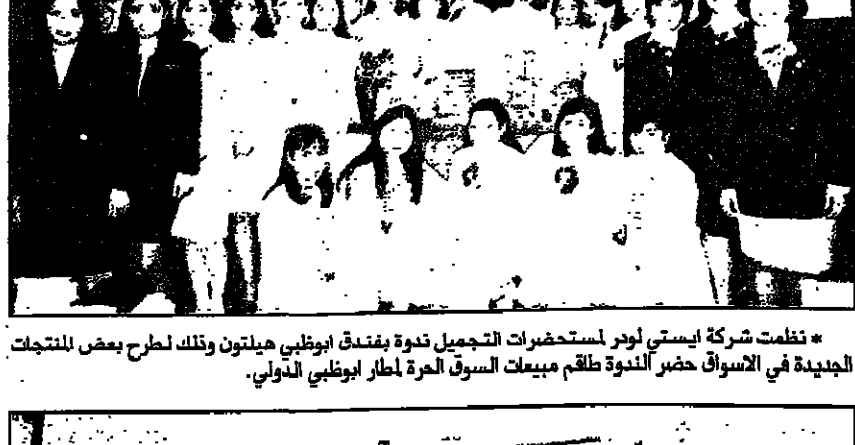 * نظمت شركة ايستي لودر لمستحضرات التجميل ندوة بفندق ابوظبي هيلتون وذلك لطرح بعض المنتجات
الجديدة في الاسواق حضر الندوة طاقم مبيعات السوق الحرة لمطار ابوظبي الدولي.